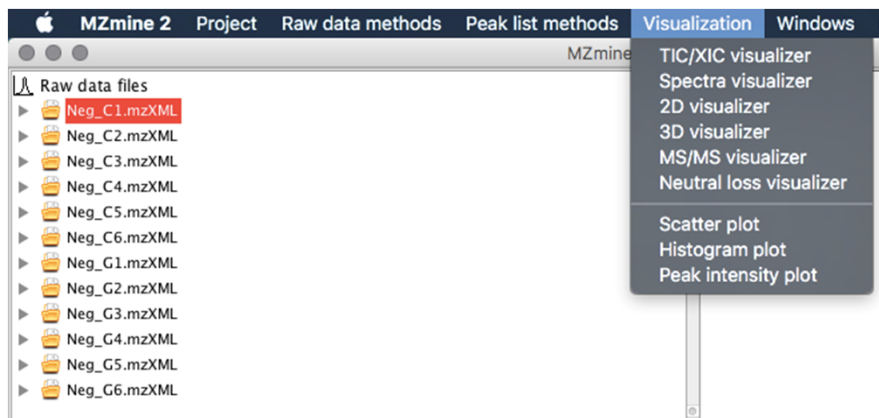 MZmine 2 Project Raw data methods Peak list methods Visualization Windows
MZmine
Raw data files
Neg_C1.mzXML
Neg_C2.mzXML
Neg_C3.mzXML
Neg_C4.mzXML
Neg_C5.mzXML
Neg_C6.mzXML
Neg_G1.mzXML
Neg_G2.mzXML
Neg_G3.mzXML
Neg_G4.mzXML
Neg_G5.mzXML
Neg_G6.mzXML
TIC/XIC visualizer
Spectra visualizer
2D visualizer
3D visualizer
MS/MS visualizer
Neutral loss visualizer
Scatter plot
Histogram plot
Peak intensity plot